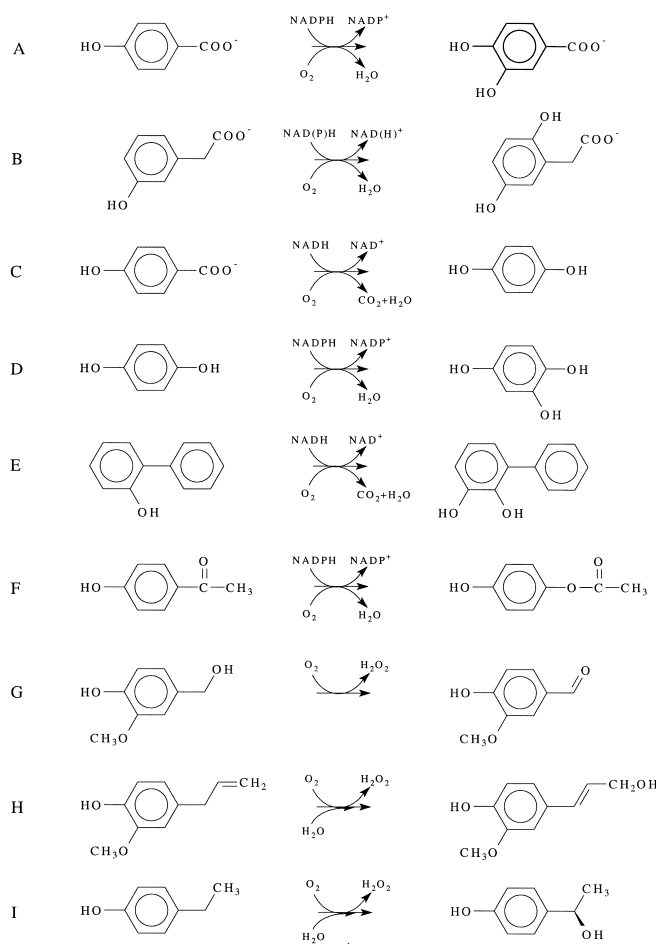 A
HO
COO⁻
NADPH NADP⁺
O₂ H₂O
HO
HO
COO⁻
B
COO⁻
HO
NAD(P)H NAD(H)⁺
O₂ H₂O
OH
COO⁻
HO
C
HO
COO⁻
NADH NAD⁺
O₂ CO₂+H₂O
HO
OH
D
HO
OH
NADPH NADP⁺
O₂ H₂O
HO
OH
OH
E
OH
NADH NAD⁺
O₂ CO₂+H₂O
HO
OH
F
HO
O
C
CH₃
NADPH NADP⁺
O₂ H₂O
HO
O
O
C
CH₃
G
HO
OH
CH₃O
O₂ H₂O₂
HO
O
CH₃O
H
HO
CH₂
CH₃O
O₂ H₂O₂
H₂O
HO
CH₂OH
CH₃O
I
HO
CH₃
O₂ H₂O₂
H₂O
HO
CH₃
OH